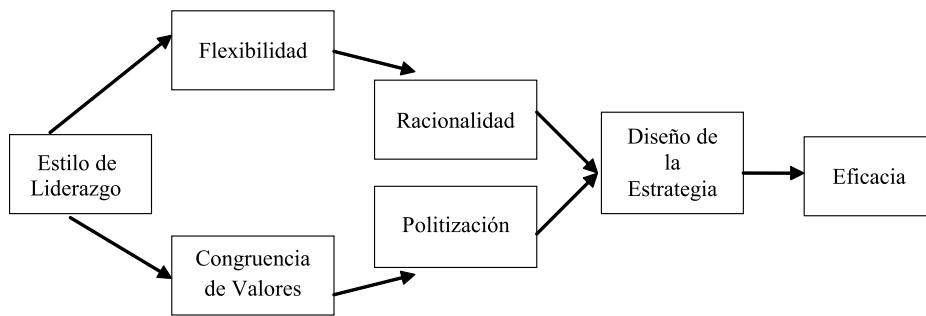 Flexibilidad
Racionalidad
Estilo de
Liderazgo
Diseño de
la
Estrategia
Eficacia
Politización
Congruencia
de Valores